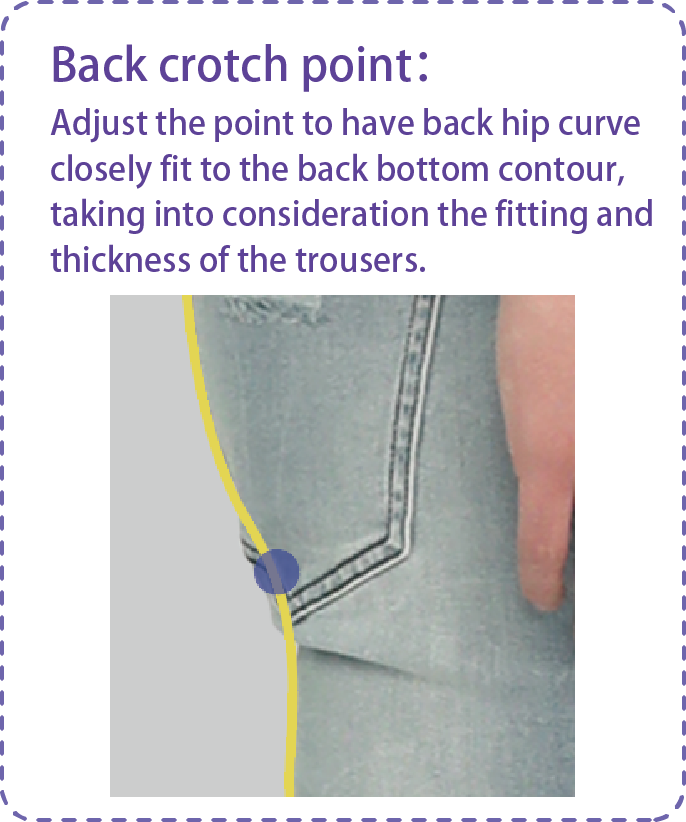 Back crotch point:
Adjust the point to have back hip curve
closely fit to the back bottom contour,
taking into consideration the fitting and
thickness of the trousers.